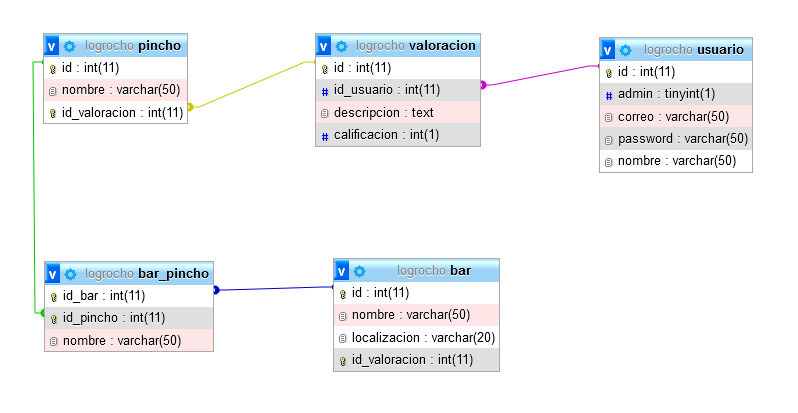 v logrocho pincho
id : int(11)
nombre : varchar(50)
id_valoracion : int(11)
v logrocho valoracion
id : int(11)
# id_usuario : int(11)
descripcion : text
# calificacion : int(1)
v logrocho usuario
id : int(11)
# admin : tinyint(1)
correo : varchar(50)
password : varchar(50)
nombre : varchar(50)
v logrocho bar_pincho
id_bar : int(11)
id_pincho : int(11)
nombre : varchar(50)
v logrocho bar
id : int(11)
nombre : varchar(50)
localizacion : varchar(20)
id_valoracion : int(11)